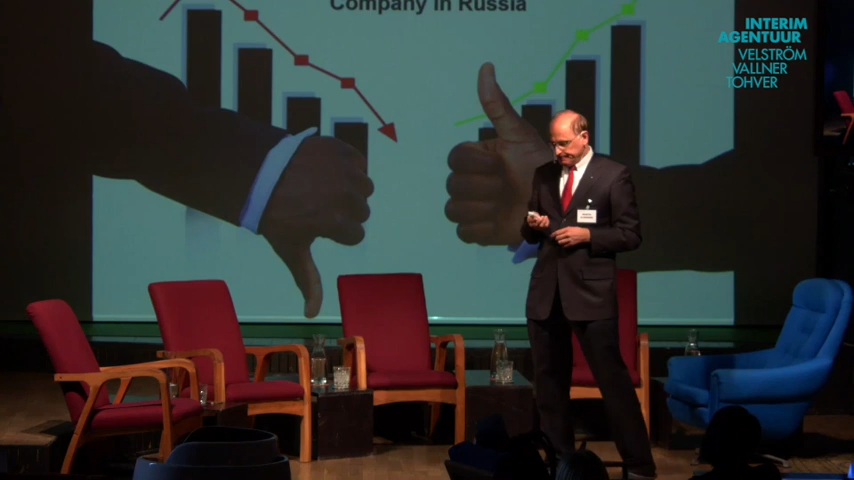 Company in Russia
INTERIM
AGENTUUR
VELSTRÖM
VALLNER
TOHVER